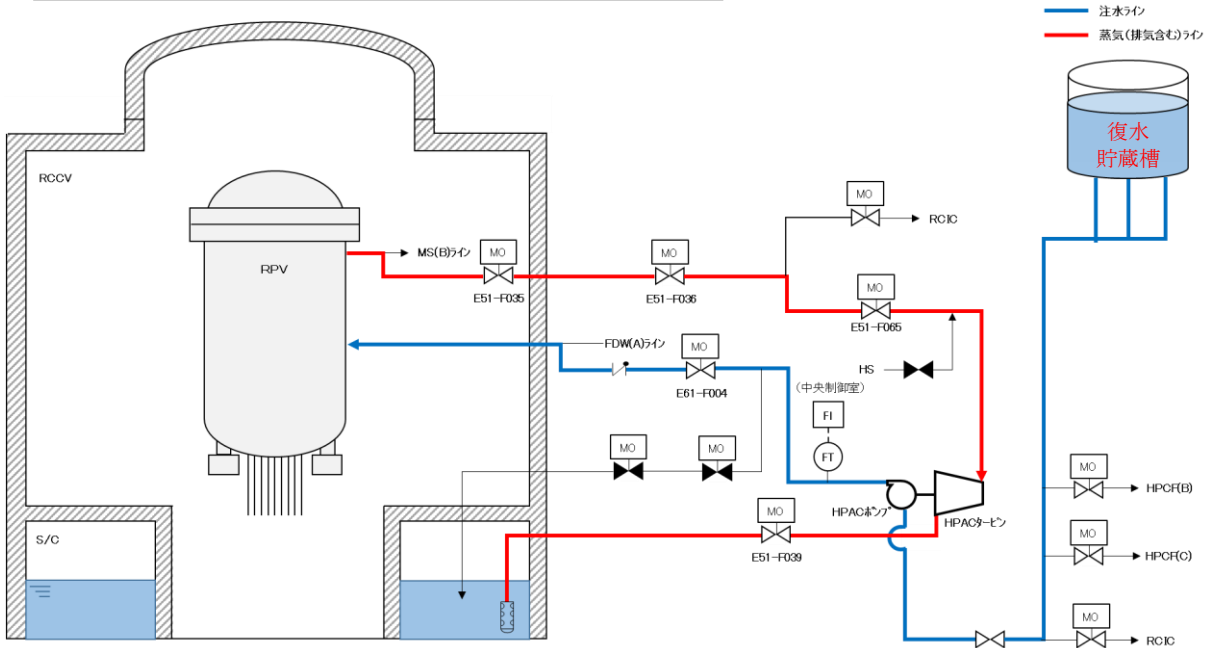 注水ライン
蒸気(排気含む)ライン
復水
貯蔵槽
RCCV
MO
RCIC
RPV
MS(B)ライン
MO
E51-F035
MO
E51-F036
MO
E51-F065
FDW(A)ライン
MO
E61-F004
HS
(中央制御室)
FI
FT
MO
MO
MO
HPCF(B)
HPACポンプ
HPACタービン
MO
E51-F039
S/C
MO
HPCF(C)
MO
RCIC